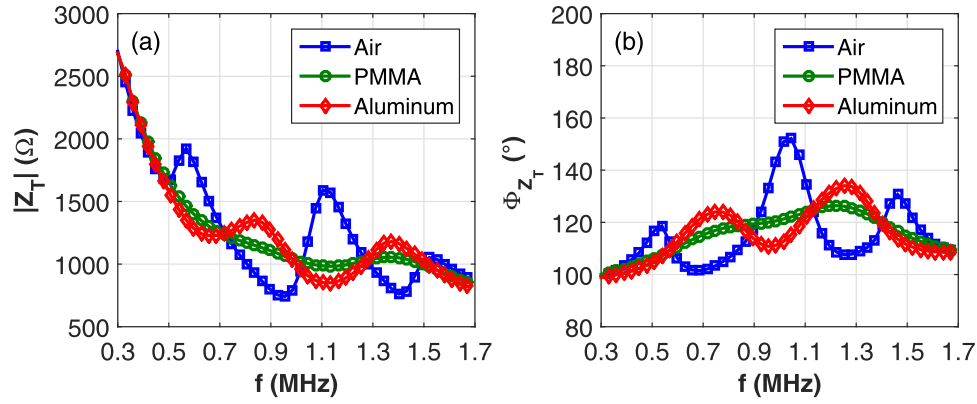 (a)
Air
PMMA
Aluminum
3000
2500
2000
1500
1000
500
|Z_T| (Ω)
0.3 0.5 0.7 0.9 1.1 1.3 1.5 1.7
f (MHz)
(b)
Air
PMMA
Aluminum
200
180
160
140
120
100
80
Φ_Z_T (°)
0.3 0.5 0.7 0.9 1.1 1.3 1.5 1.7
f (MHz)